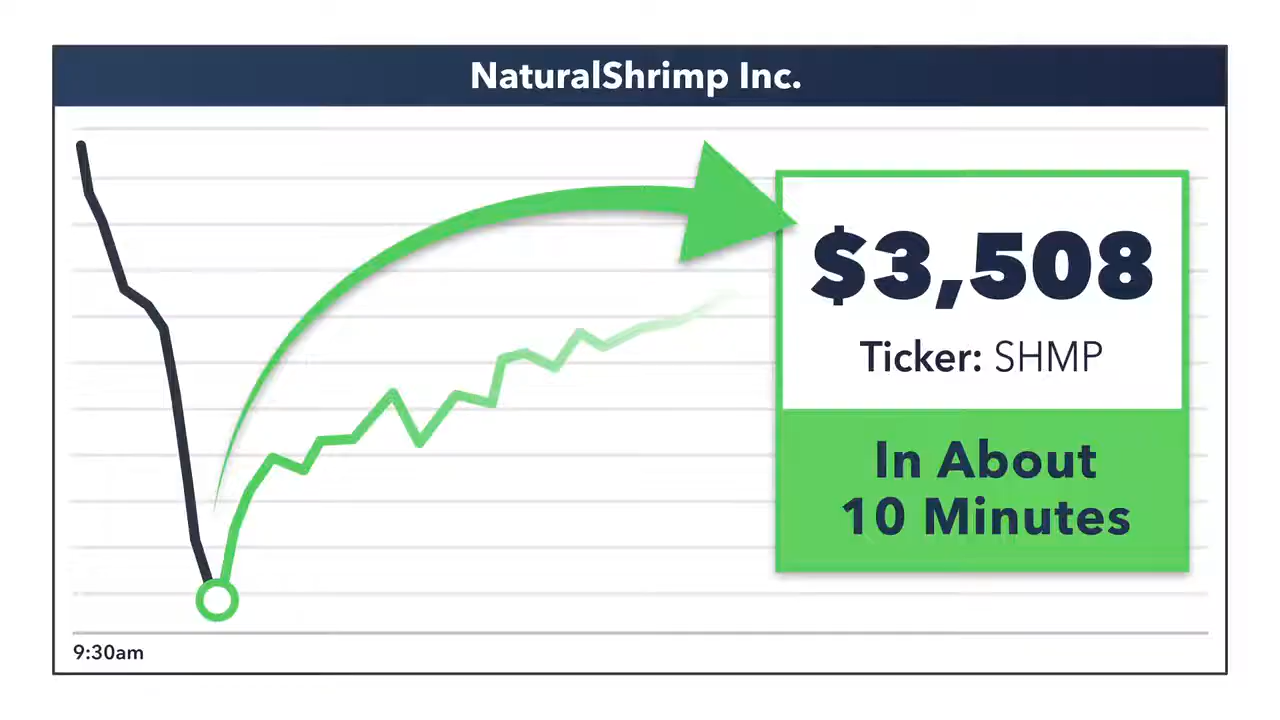 NaturalShrimp Inc.
$3,508
Ticker: SHMP
In About
10 Minutes
9:30am